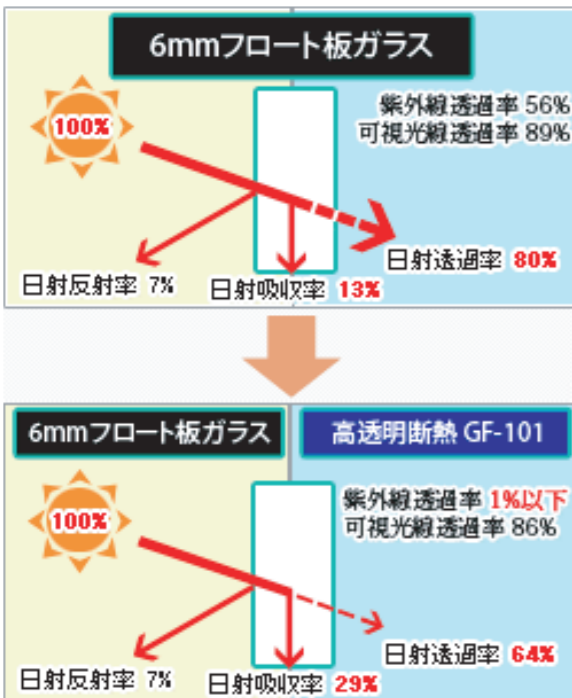 6mmフロート板ガラス
100%
紫外線透過率 56%
可視光線透過率 89%
日射透過率 80%
日射反射率 7%
日射吸収率 13%
6mmフロート板ガラス
高透明断熱 GF-101
100%
紫外線透過率 1%以下
可視光線透過率 86%
日射透過率 64%
日射反射率 7%
日射吸収率 29%